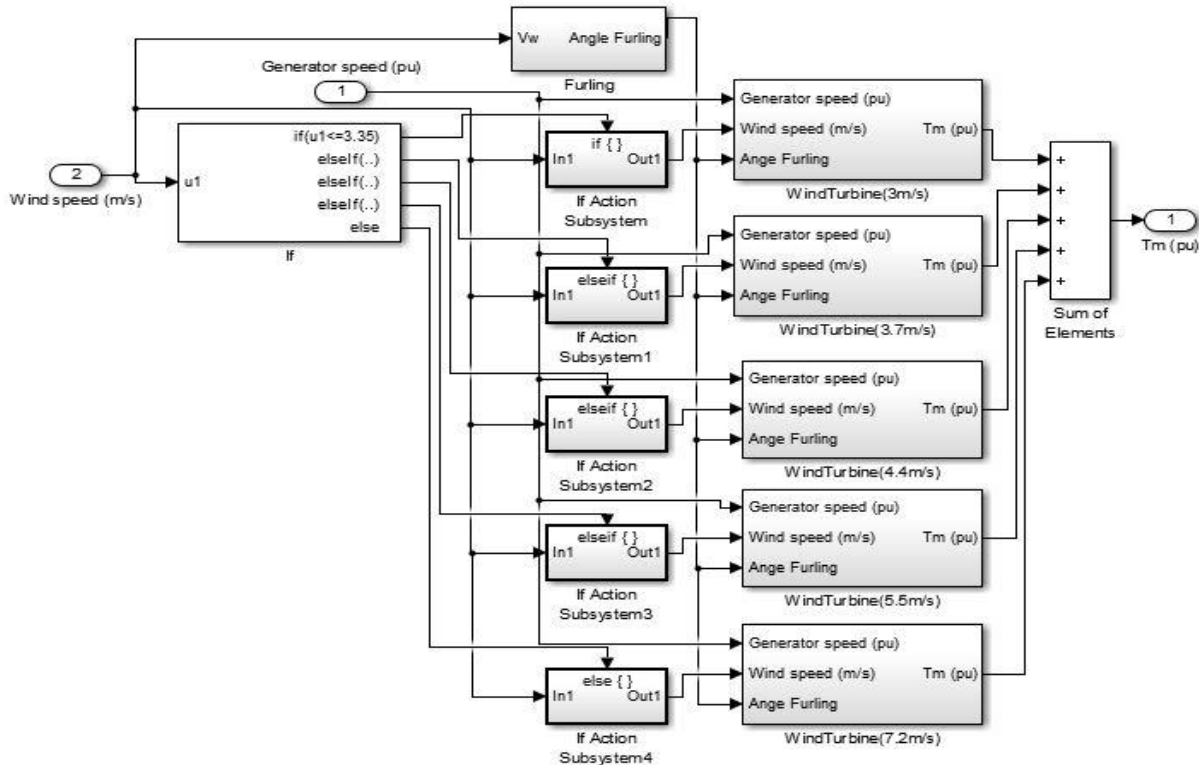 Vw Angle Furling
Furling
Generator speed (pu)
1
2
Wind speed (m/s)
u1
if(u1<=3.35)
elseif(..)
elseif(..)
elseif(..)
else
If
if { }
In1 Out1
If Action
Subsystem
elseif { }
In1 Out1
If Action
Subsystem1
elseif { }
In1 Out1
If Action
Subsystem2
elseif { }
In1 Out1
If Action
Subsystem3
else { }
In1 Out1
If Action
Subsystem4
Generator speed (pu)
Wind speed (m/s) Tm (pu)
Ange Furling
WindTurbine(3m/s)
Generator speed (pu)
Wind speed (m/s) Tm (pu)
Ange Furling
WindTurbine(3.7m/s)
Generator speed (pu)
Wind speed (m/s) Tm (pu)
Ange Furling
WindTurbine(4.4m/s)
Generator speed (pu)
Wind speed (m/s) Tm (pu)
Ange Furling
WindTurbine(5.5m/s)
Generator speed (pu)
Wind speed (m/s) Tm (pu)
Ange Furling
WindTurbine(7.2m/s)
+
+
+
+
+
Sum of
Elements
1
Tm (pu)